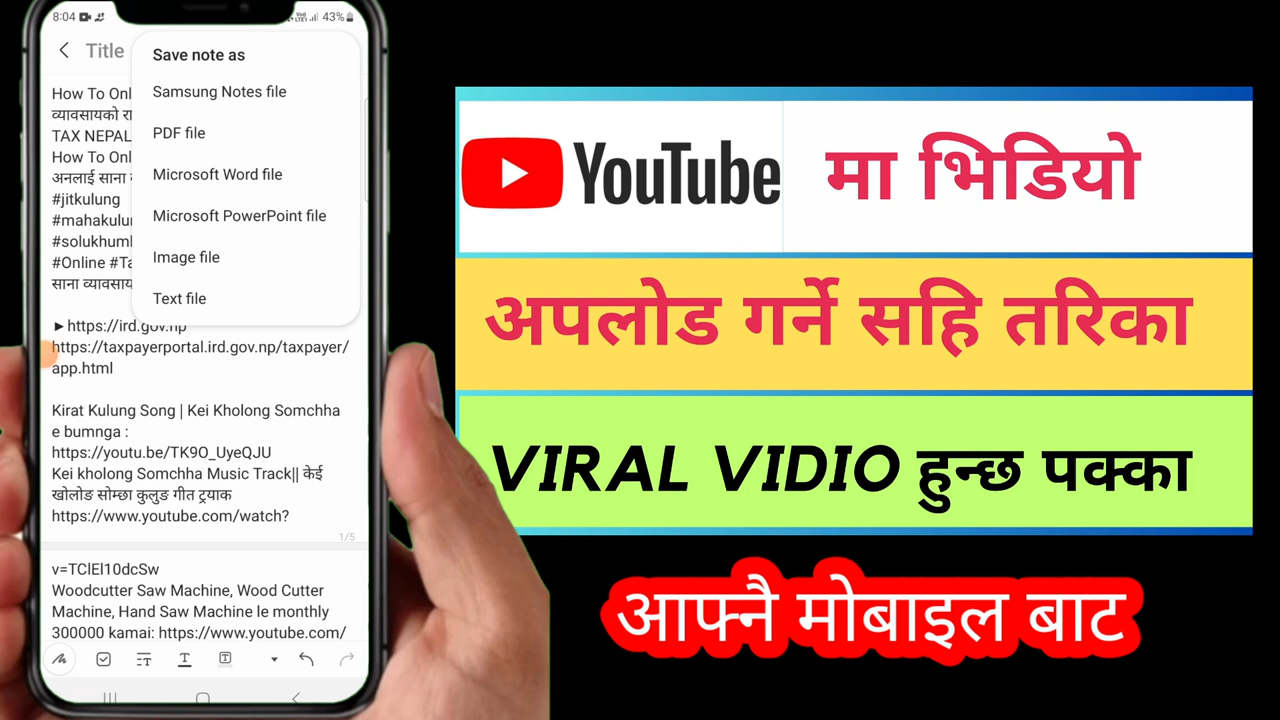 8:04
43%
Title
Save note as
Samsung Notes file
PDF file
Microsoft Word file
Microsoft PowerPoint file
Image file
Text file
How To Onl
व्यावसायको रा
TAX NEPAL
How To Onl
अनलाई साना
#jitkulung
#mahakulun
#solukhumb
#Online #Ta
साना व्यावसाय
►https://ird.gov.np
https://taxpayerportal.ird.gov.np/taxpayer/
app.html
Kirat Kulung Song | Kei Kholong Somchha
e bumnga :
https://youtu.be/TK9O_UyeQJU
Kei kholong Somchha Music Track|| केई
खोलोङ सोम्छा कुलुङ गीत ट्रयाक
https://www.youtube.com/watch?
1/5
v=TClEl10dcSw
Woodcutter Saw Machine, Wood Cutter
Machine, Hand Saw Machine le monthly
300000 kamai: https://www.youtube.com/
YouTube मा भिडियो
अपलोड गर्ने सहि तरिका
VIRAL VIDIO हुन्छ पक्का
आफ्नै मोबाइल बाट